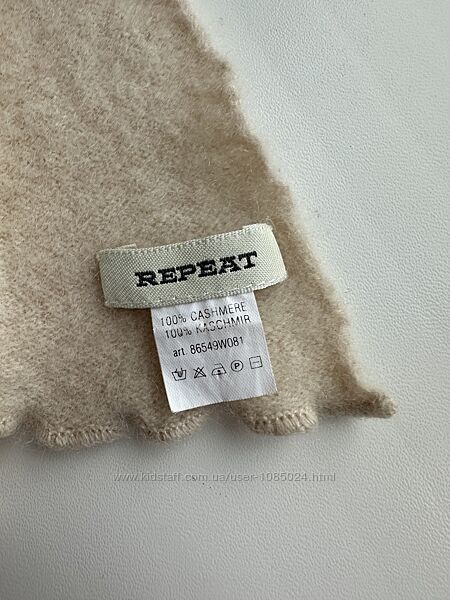 REPEAT
100% CASHMERE
100% KASCHMIR
art. 86549W081
www.kidstaff.com.ua/user-1085024.html